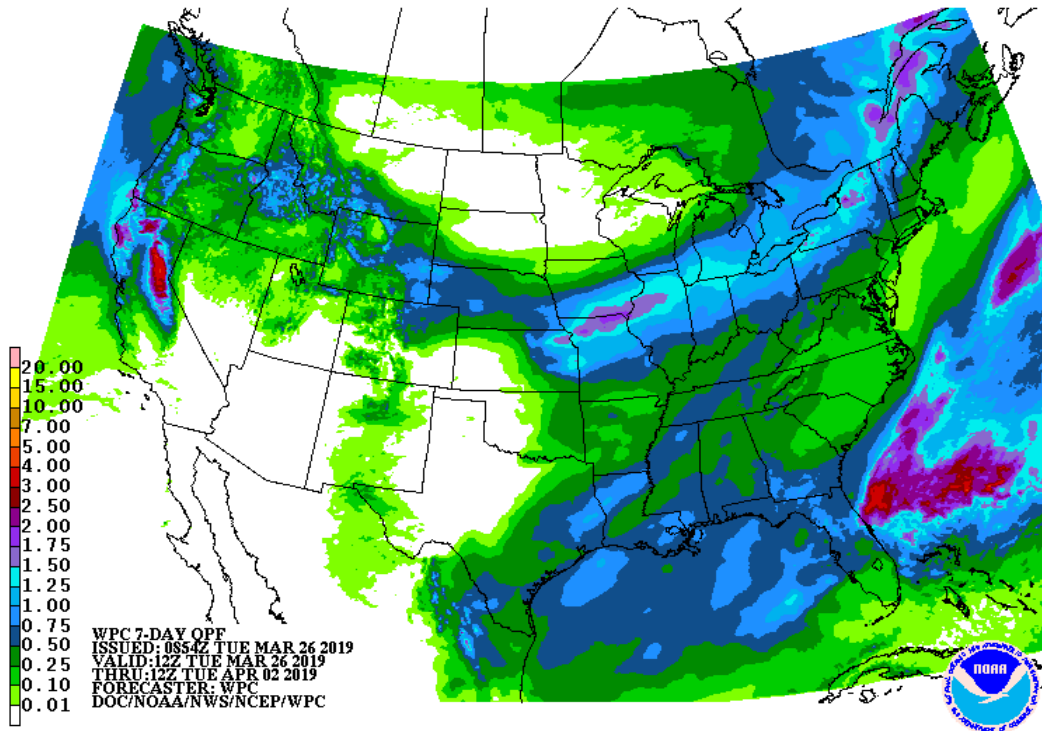 20.00
15.00
10.00
7.00
5.00
4.00
3.00
2.50
2.00
1.75
1.50
1.25
1.00
0.75
0.50
0.25
0.10
0.01
WPC 7-DAY QPF
ISSUED: 0854Z TUE MAR 26 2019
VALID:12Z TUE MAR 26 2019
THRU:12Z TUE APR 02 2019
FORECASTER: WPC
DOC/NOAA/NWS/NCEP/WPC
NOAA